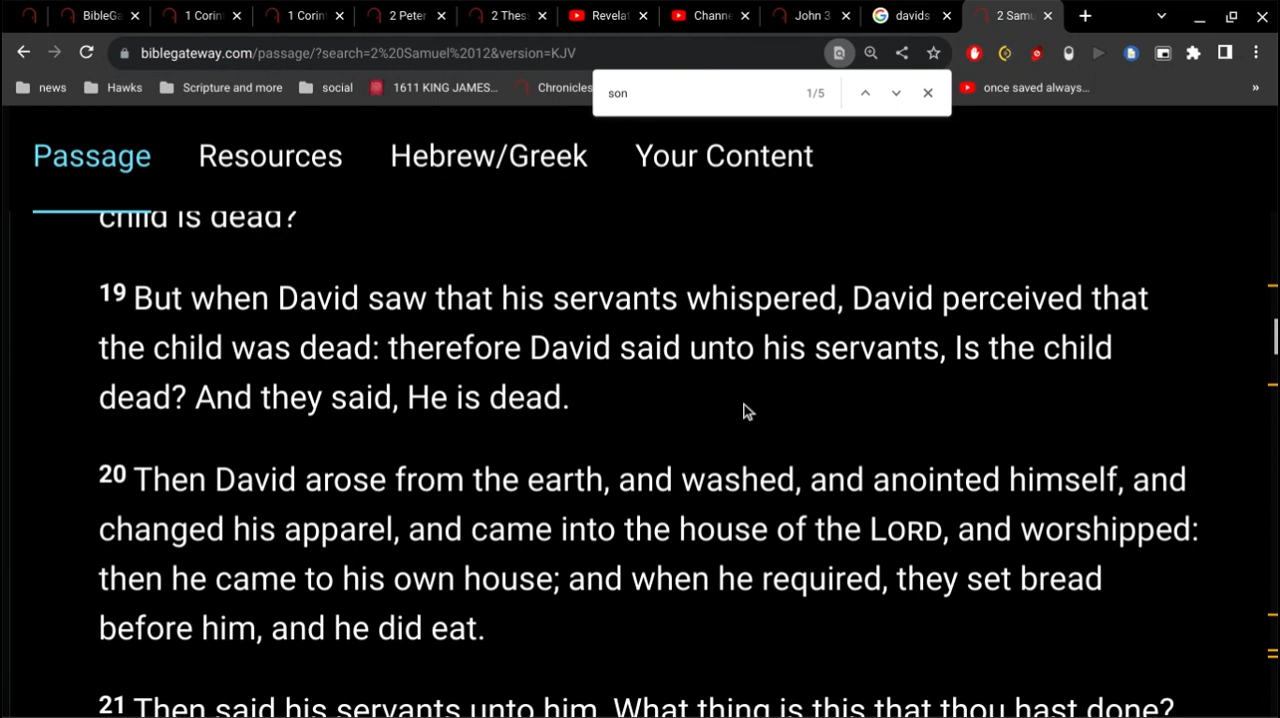 BibleGa
1 Corin
1 Corin
2 Peter
2 Thess
Revelat
Channe
John 3
davids
2 Samu
biblegateway.com/passage/?search=2%20Samuel%2012&version=KJV
news
Hawks
Scripture and more
social
1611 KING JAMES...
Chronicles
once saved always...
»
son
1/5
Passage
Resources
Hebrew/Greek
Your Content
child is dead?
19 But when David saw that his servants whispered, David perceived that
the child was dead: therefore David said unto his servants, Is the child
dead? And they said, He is dead.
20 Then David arose from the earth, and washed, and anointed himself, and
changed his apparel, and came into the house of the LORD, and worshipped:
then he came to his own house; and when he required, they set bread
before him, and he did eat.
21 Then said his servants unto him, What thing is this that thou hast done?